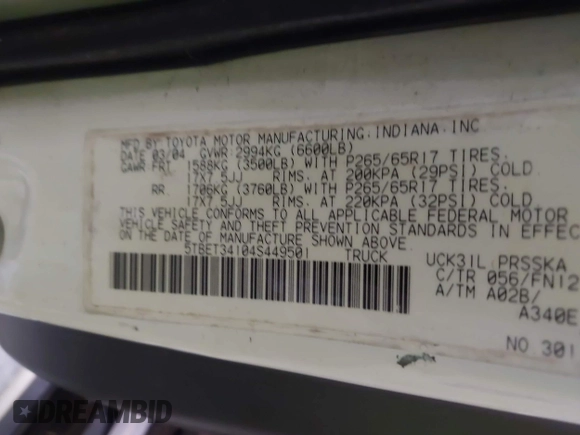 MFD BY TOYOTA MOTOR MANUFACTURING.INDIANA.INC
DATE 03/04 GVWR 2994KG (6600LB)
GAWR FRT. 1588KG (3500LB) WITH P265/65R17 TIRES.
17X7.5JJ RIMS. AT 200KPA (29PSI) COLD
RR. 1706KG (3760LB) WITH P265/65R17 TIRES.
17X7.5JJ RIMS. AT 220KPA (32PSI) COLD
THIS VEHICLE CONFORMS TO ALL APPLICABLE FEDERAL MOTOR
VEHICLE SAFETY AND THEFT PREVENTION STANDARDS IN EFFEC
ON THE DATE OF MANUFACTURE SHOWN ABOVE
5TBET34104S449501 TRUCK
UCK31L PRSSKA
C/TR 056/FN12
A/TM A02B/
A340E
NO 301
DREAMBID